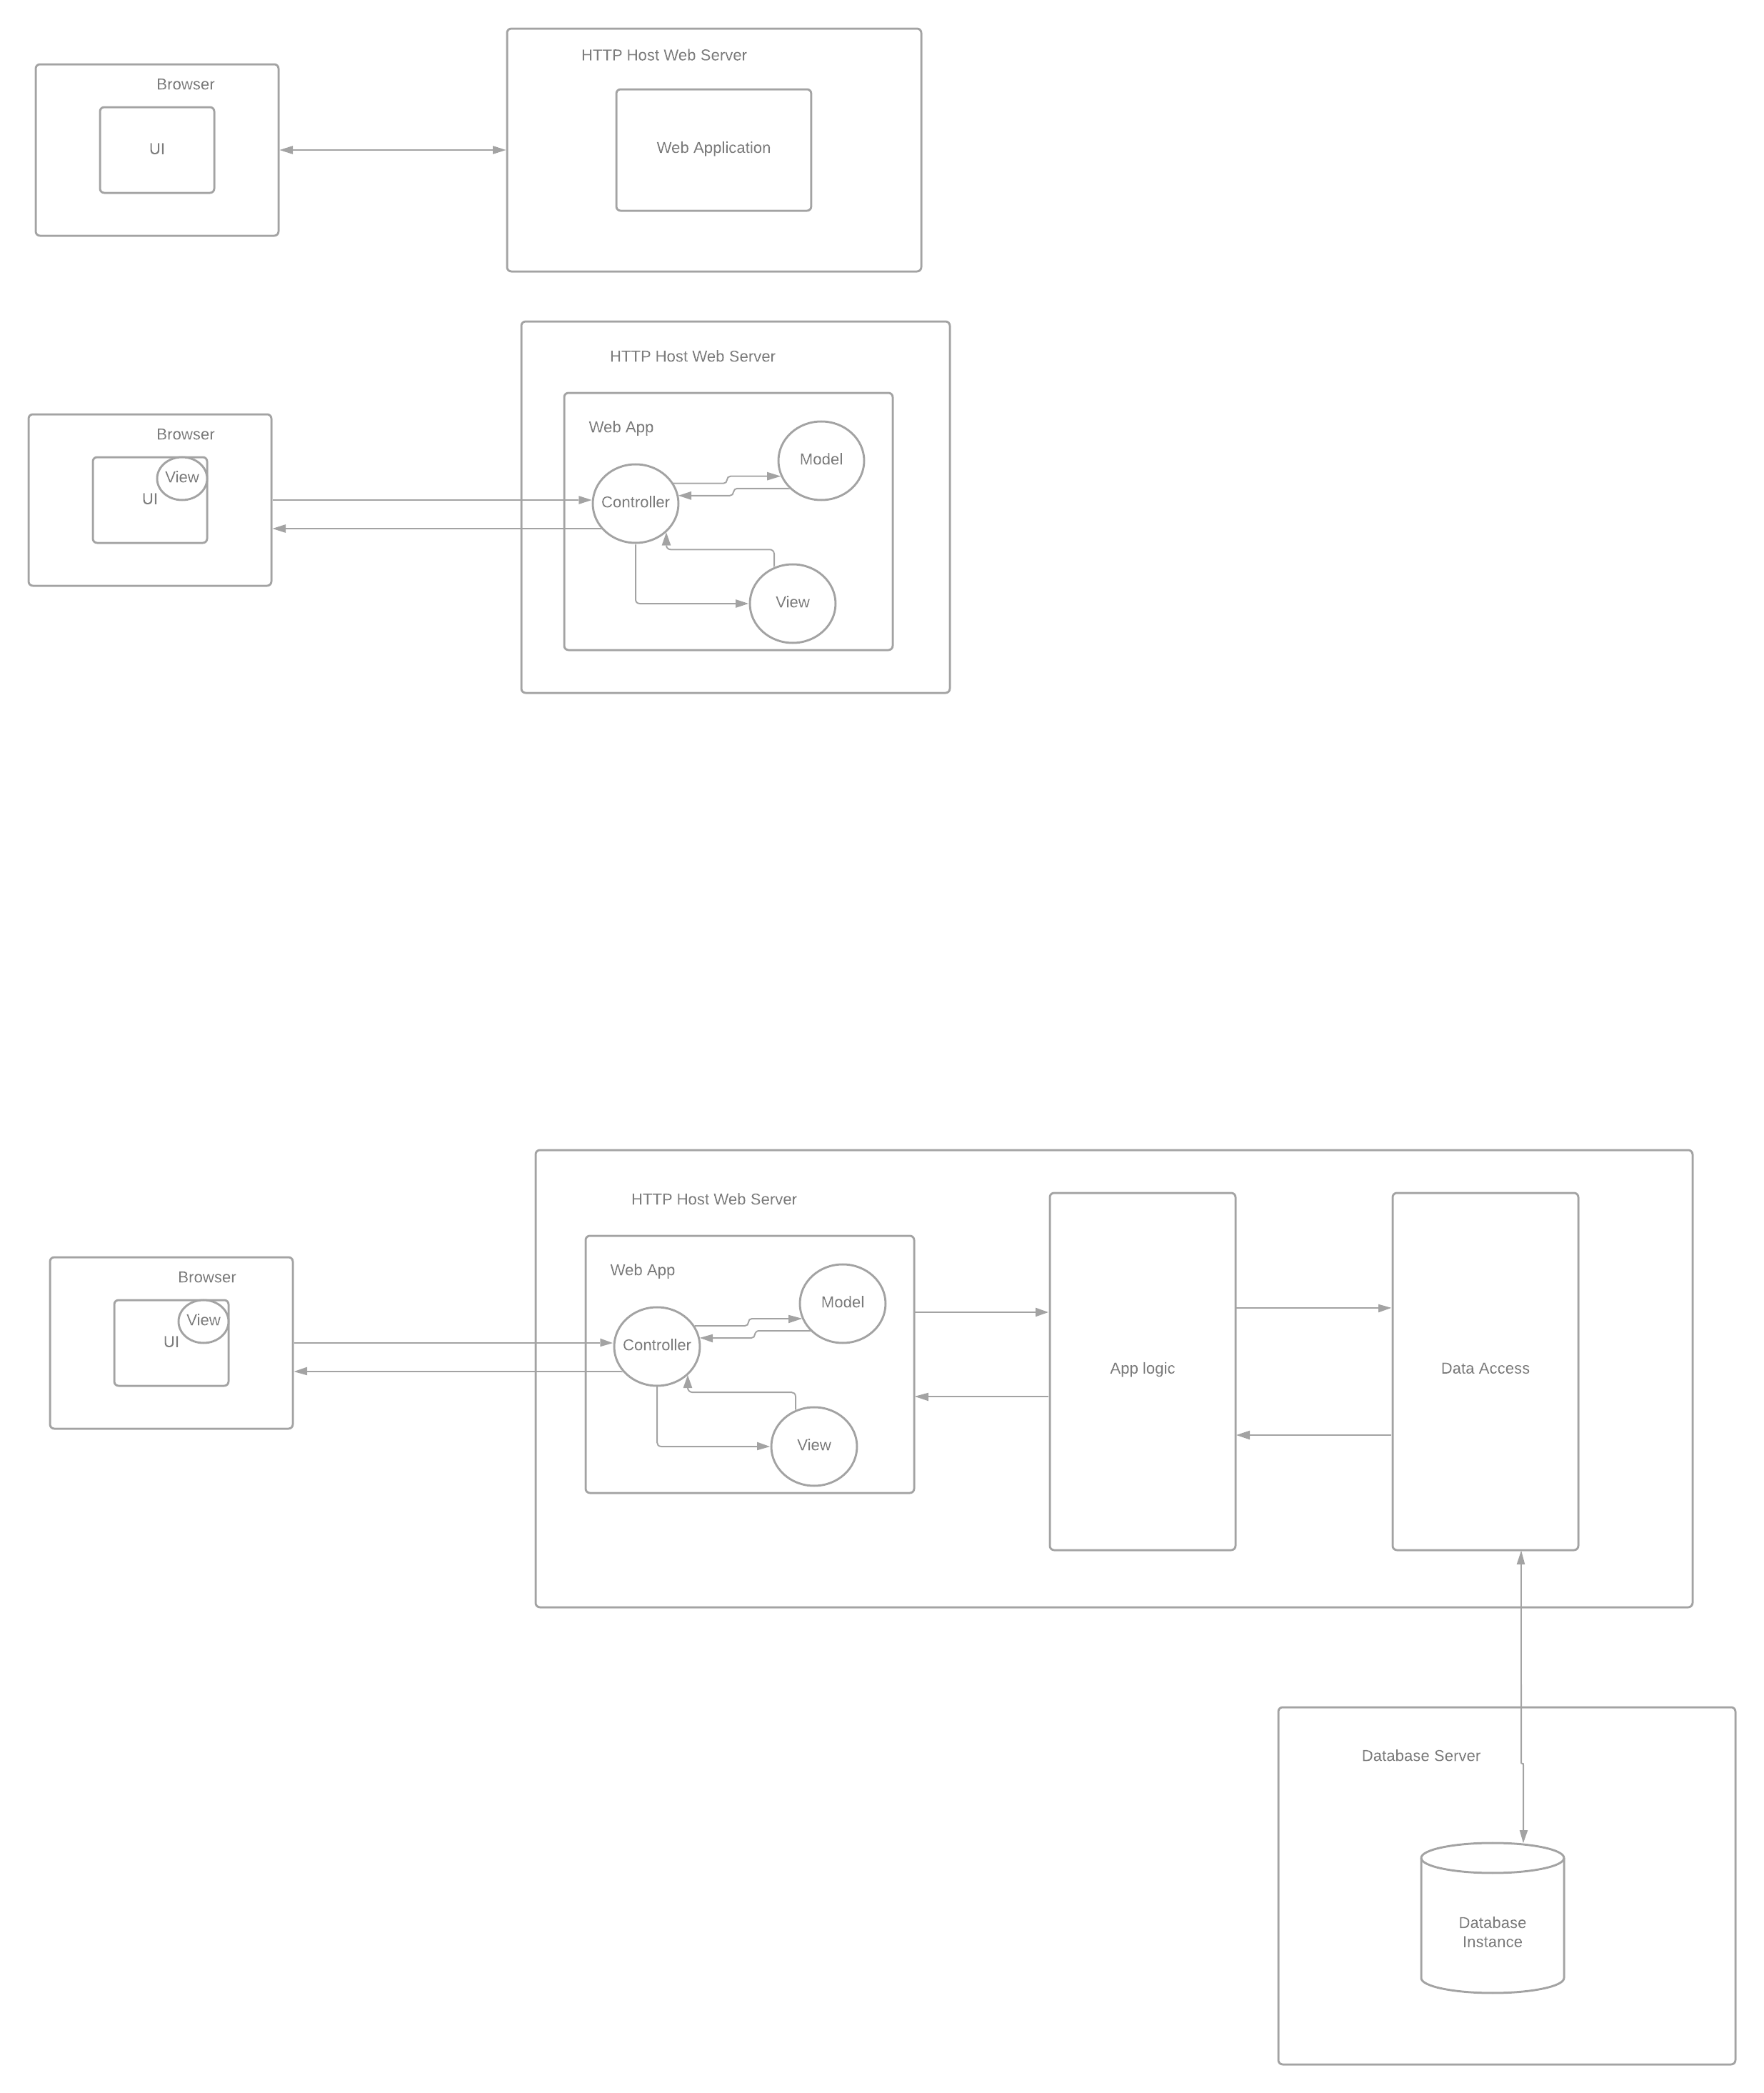 HTTP Host Web Server
Browser
UI
Web Application
HTTP Host Web Server
Browser
View
UI
Web App
Model
Controller
View
HTTP Host Web Server
Browser
View
UI
Web App
Model
Controller
View
App logic
Data Access
Database Server
Database
Instance